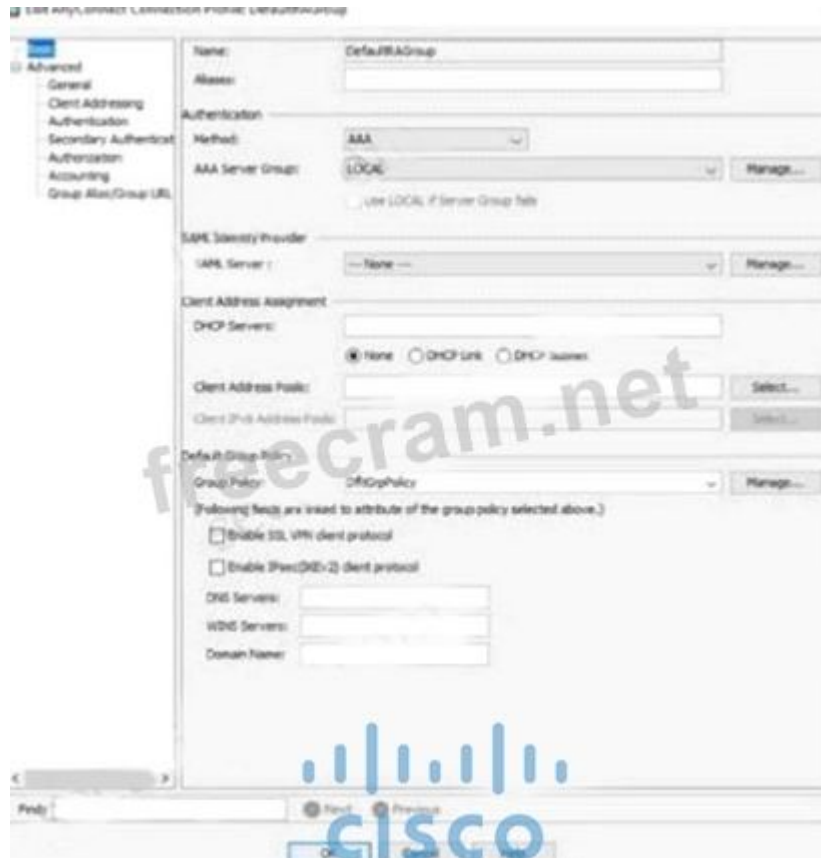 Edit AnyConnect Connection Profile: DefaultRAGroup
Basic
Advanced
General
Client Addressing
Authentication
Secondary Authenticat
Authorization
Accounting
Group Alias/Group URL
Name: DefaultRAGroup
Aliases:
Authentication
Method: AAA
AAA Server Group: LOCAL Manage...
Use LOCAL if Server Group fails
SAML Identity Provider
SAML Server : --- None --- Manage...
Client Address Assignment
DHCP Servers:
None DHCP Link DHCP Subnet
Client Address Pools: Select...
Client IPv6 Address Pools: Select...
Default Group Policy
Group Policy: DfltGrpPolicy Manage...
(Following fields are linked to attribute of the group policy selected above.)
Enable SSL VPN client protocol
Enable IPsec(IKEv2) client protocol
DNS Servers:
WINS Servers:
Domain Name:
Find: Next Previous
OK Cancel Help
freecram.net
CISCO